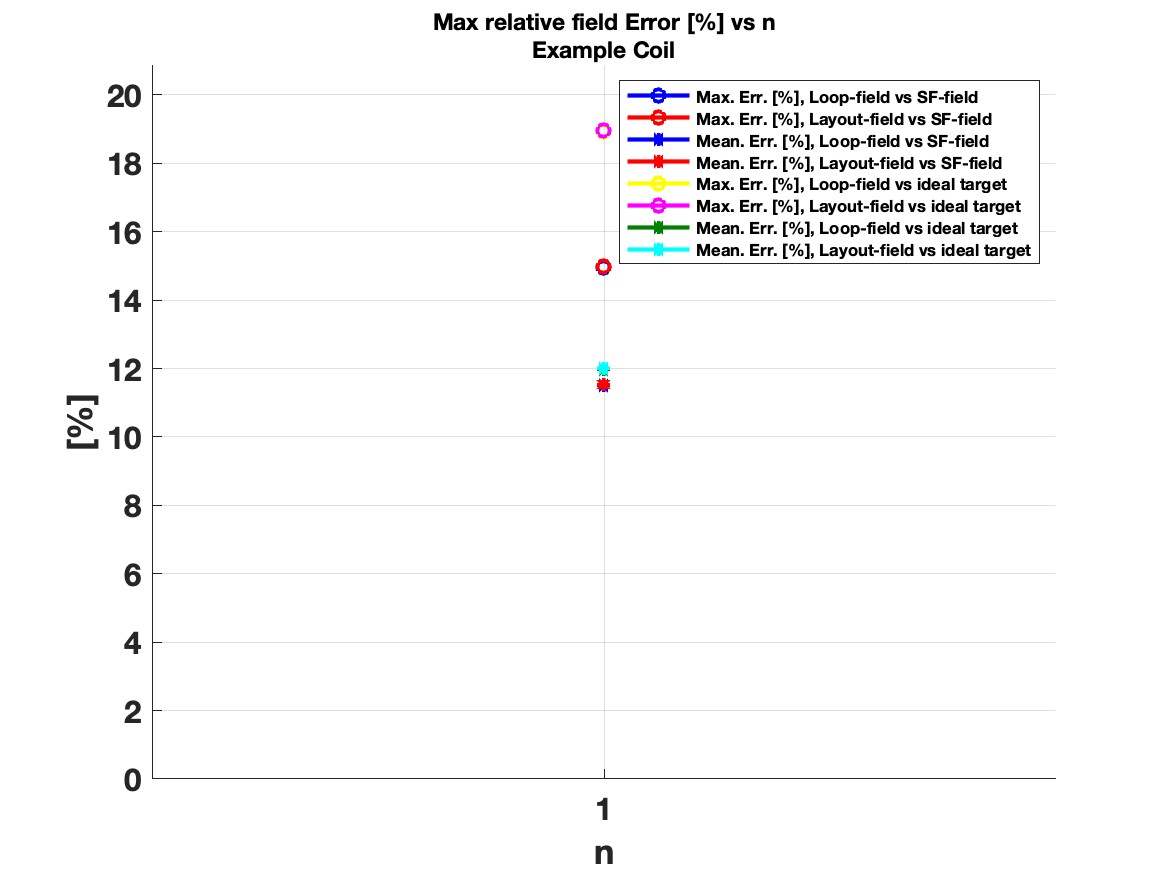 Max relative field Error [%] vs n
Example Coil
20
18
16
14
12
10
8
6
4
2
0
[%]
Max. Err. [%], Loop-field vs SF-field
Max. Err. [%], Layout-field vs SF-field
Mean. Err. [%], Loop-field vs SF-field
Mean. Err. [%], Layout-field vs SF-field
Max. Err. [%], Loop-field vs ideal target
Max. Err. [%], Layout-field vs ideal target
Mean. Err. [%], Loop-field vs ideal target
Mean. Err. [%], Layout-field vs ideal target
1
n